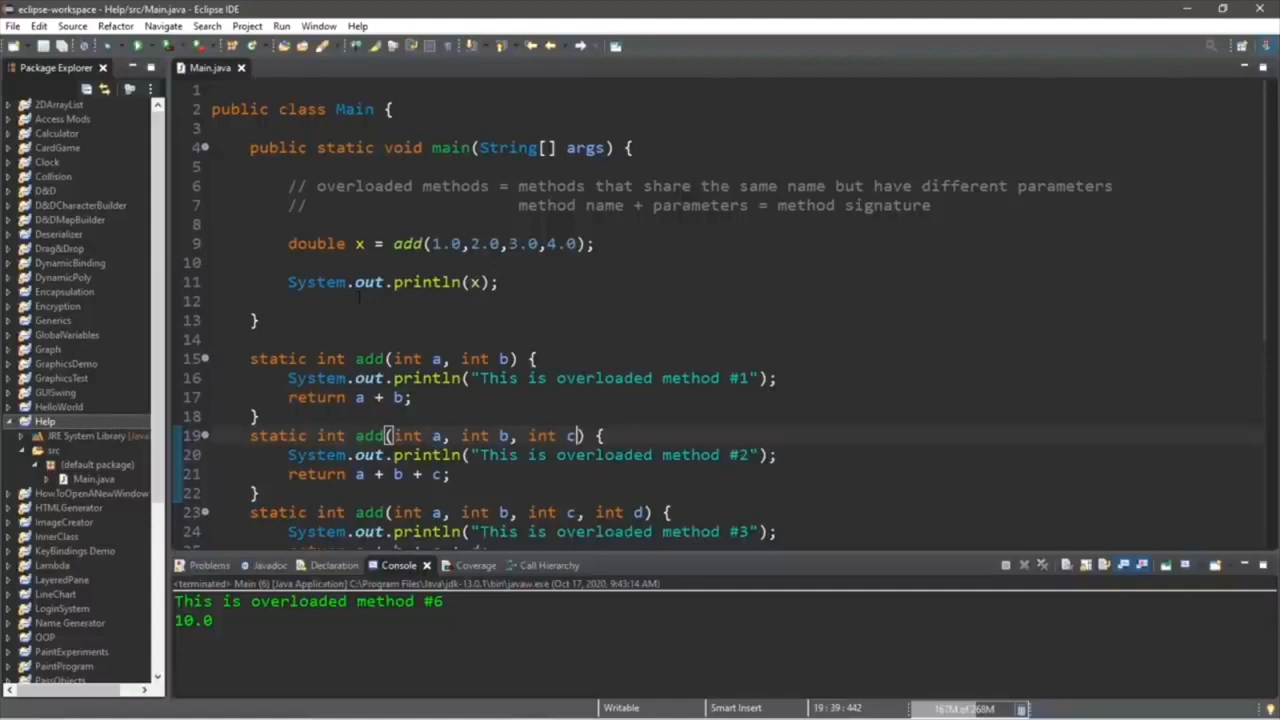 eclipse-workspace - Help/src/Main.java - Eclipse IDE
File Edit Source Refactor Navigate Search Project Run Window Help
Package Explorer
Main.java
2DArrayList
Access Mods
Calculator
CardGame
Clock
Collision
D&D
D&DCharacterBuilder
D&DMapBuilder
Deserializer
Drag&Drop
DynamicBinding
DynamicPoly
Encapsulation
Encryption
Generics
GlobalVariables
Graph
GraphicsDemo
GraphicsTest
GUISwing
HelloWorld
Help
JRE System Library [Java
src
(default package)
Main.java
HowToOpenANewWindow
HTMLGenerator
ImageCreator
InnerClass
KeyBindings Demo
Lambda
LayeredPane
LineChart
LoginSystem
Name Generator
OOP
PaintExperiments
PaintProgram
PassObjects
1
2 public class Main {
3
4 public static void main(String[] args) {
5
6 // overloaded methods = methods that share the same name but have different parameters
7 // method name + parameters = method signature
8
9 double x = add(1.0,2.0,3.0,4.0);
10
11 System.out.println(x);
12
13 }
14
15 static int add(int a, int b) {
16 System.out.println("This is overloaded method #1");
17 return a + b;
18 }
19 static int add(int a, int b, int c) {
20 System.out.println("This is overloaded method #2");
21 return a + b + c;
22 }
23 static int add(int a, int b, int c, int d) {
24 System.out.println("This is overloaded method #3");
Problems Javadoc Declaration Console Coverage Call Hierarchy
<terminated> Main (6) [Java Application] C:\Program Files\Java\jdk-13.0.1\bin\javaw.exe (Oct 17, 2020, 9:43:14 AM)
This is overloaded method #6
10.0
Writable Smart Insert 19 : 39 : 442 167M of 268M